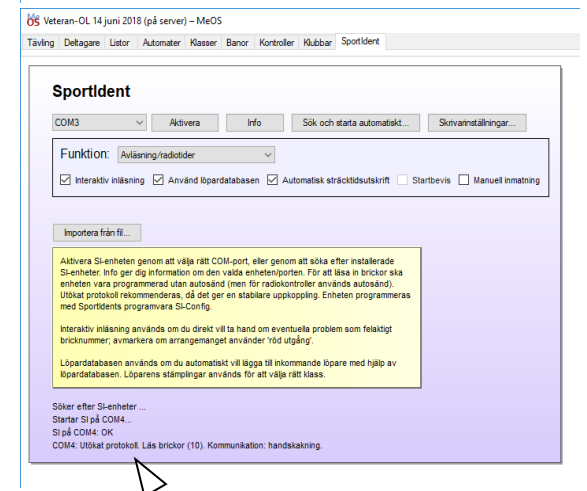 MeOS Veteran-OL 14 juni 2018 (på server) – MeOS
Tävling Deltagare Listor Automater Klasser Banor Kontroller Klubbar SportIdent
SportIdent
COM3 Aktivera Info Sök och starta automatiskt... Skrivarinställningar...
Funktion: Avläsning/radiotider
Interaktiv inläsning Använd löpardatabasen Automatisk sträcktidsutskrift Startbevis Manuell inmatning
Importera från fil...
Aktivera SI-enheten genom att välja rätt COM-port, eller genom att söka efter installerade
SI-enheter. Info ger dig information om den valda enheten/porten. För att läsa in brickor ska
enheten vara programmerad utan autosänd (men för radiokontroller används autosänd).
Utökat protokoll rekommenderas, då det ger en stabilare uppkoppling. Enheten programmeras
med SportIdents programvara SI-Config.
Interaktiv inläsning används om du direkt vill ta hand om eventuella problem som felaktigt
bricknummer; avmarkera om arrangemanget använder 'röd utgång'.
Löpardatabasen används om du automatiskt vill lägga till inkommande löpare med hjälp av
löpardatabasen. Löparens stämplingar används för att välja rätt klass.
Söker efter SI-enheter ...
Startar SI på COM4...
SI på COM4: OK
COM4: Utökat protokoll. Läs brickor (10). Kommunikation: handskakning.